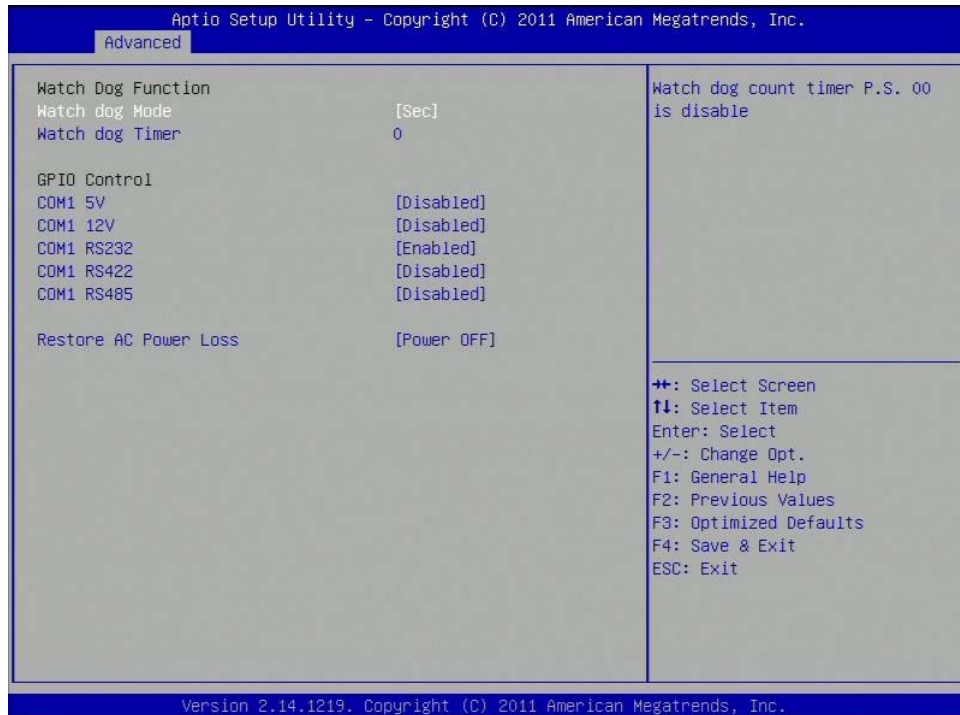 Aptio Setup Utility – Copyright (C) 2011 American Megatrends, Inc.
Advanced
Watch Dog Function
Watch dog Mode [Sec]
Watch dog Timer 0
GPIO Control
COM1 5V [Disabled]
COM1 12V [Disabled]
COM1 RS232 [Enabled]
COM1 RS422 [Disabled]
COM1 RS485 [Disabled]
Restore AC Power Loss [Power OFF]
Watch dog count timer P.S. 00
is disable
→←: Select Screen
↑↓: Select Item
Enter: Select
+/-: Change Opt.
F1: General Help
F2: Previous Values
F3: Optimized Defaults
F4: Save & Exit
ESC: Exit
Version 2.14.1219. Copyright (C) 2011 American Megatrends, Inc.